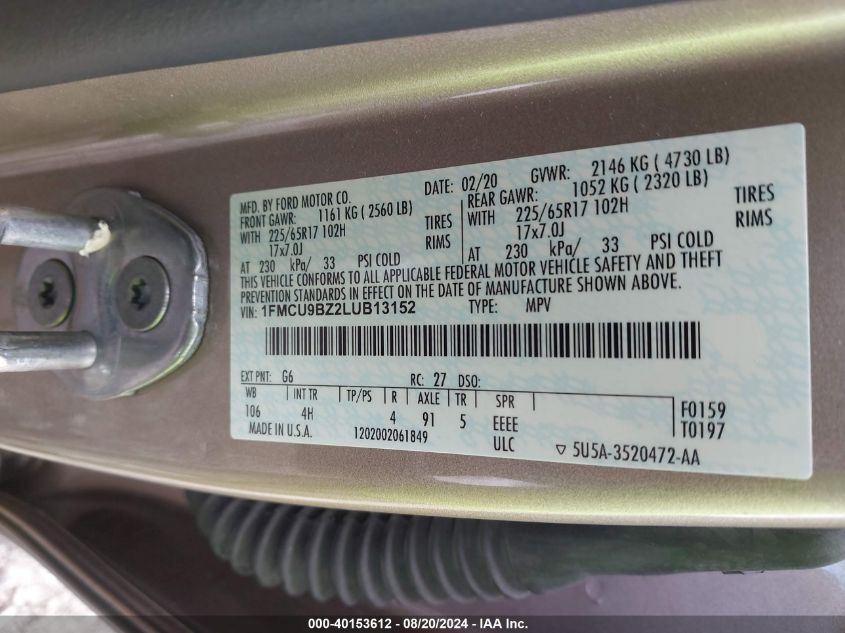 MFD. BY FORD MOTOR CO. DATE: 02/20 GVWR: 2146 KG ( 4730 LB)
FRONT GAWR: 1161 KG ( 2560 LB) REAR GAWR: 1052 KG ( 2320 LB)
WITH 225/65R17 102H TIRES WITH 225/65R17 102H TIRES
17x7.0J RIMS 17x7.0J RIMS
AT 230 kPa/ 33 PSI COLD AT 230 kPa/ 33 PSI COLD
THIS VEHICLE CONFORMS TO ALL APPLICABLE FEDERAL MOTOR VEHICLE SAFETY AND THEFT
PREVENTION STANDARDS IN EFFECT ON THE DATE OF MANUFACTURE SHOWN ABOVE.
VIN: 1FMCU9BZ2LUB13152 TYPE: MPV
EXT PNT: G6 RC: 27 DSO:
WB INT TR TP/PS R AXLE TR SPR
106 4H 4 91 5 EEEE F0159
MADE IN U.S.A. 1202002061849 ULC T0197
▽ 5U5A-3520472-AA
000-40153612 - 08/20/2024 - IAA Inc.